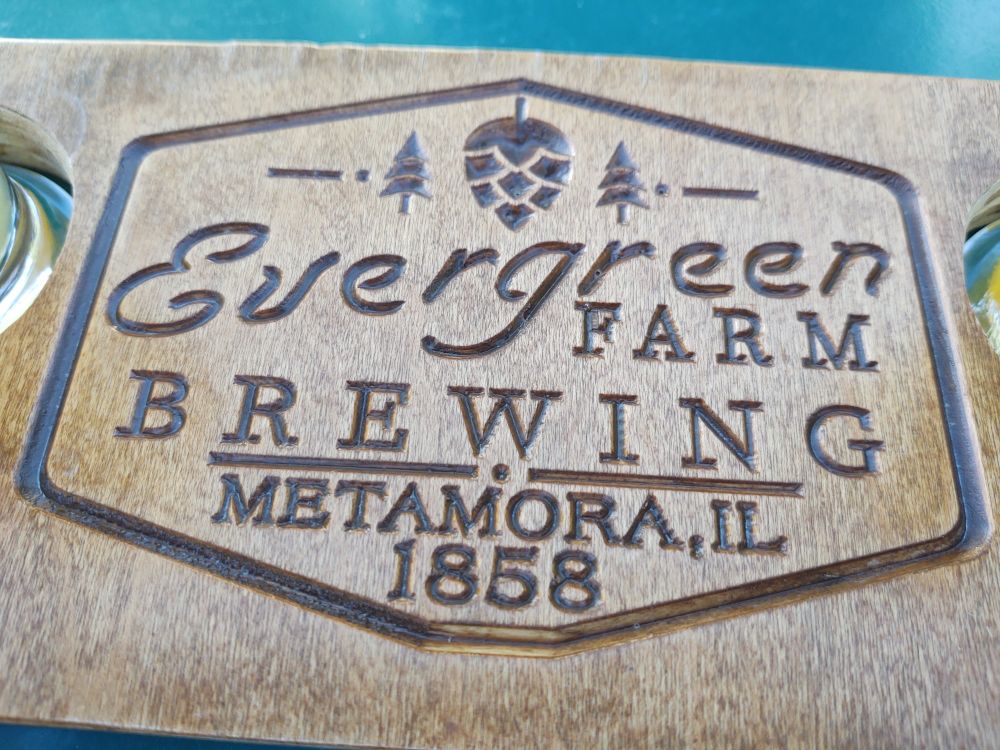 Evergreen
FARM
BREWING
METAMORA, IL
1858